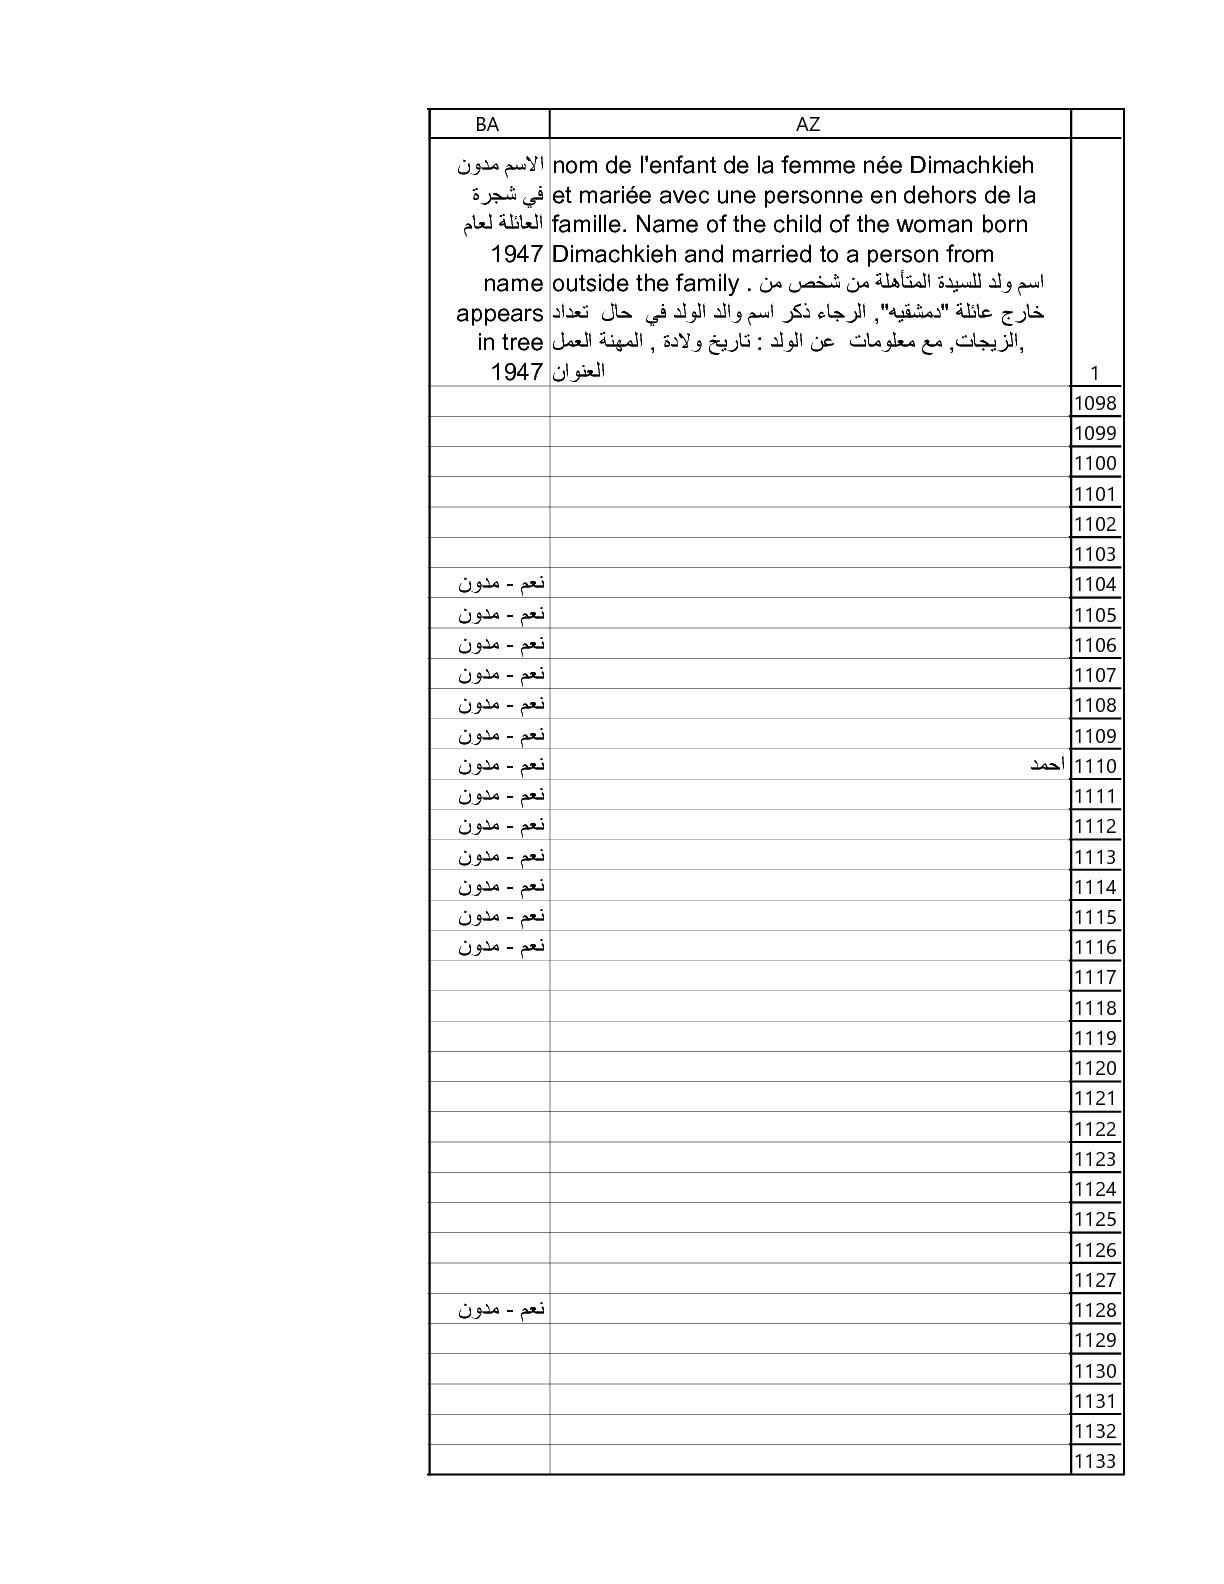 BA AZ
الاسم مدون
في شجرة
العائلة لعام
1947
name
appears
in tree
1947
nom de l'enfant de la femme née Dimachkieh
et mariée avec une personne en dehors de la
famille. Name of the child of the woman born
Dimachkieh and married to a person from
outside the family . اسم ولد للسيدة المتأهلة من شخص من
خارج عائلة "دمشقيه", الرجاء ذكر اسم والد الولد في حال تعداد
الزيجات, مع معلومات عن الولد : تاريخ ولادة , المهنة العمل,
العنوان
1
1098
1099
1100
1101
1102
1103
نعم - مدون 1104
نعم - مدون 1105
نعم - مدون 1106
نعم - مدون 1107
نعم - مدون 1108
نعم - مدون 1109
نعم - مدون احمد 1110
نعم - مدون 1111
نعم - مدون 1112
نعم - مدون 1113
نعم - مدون 1114
نعم - مدون 1115
نعم - مدون 1116
1117
1118
1119
1120
1121
1122
1123
1124
1125
1126
1127
نعم - مدون 1128
1129
1130
1131
1132
1133